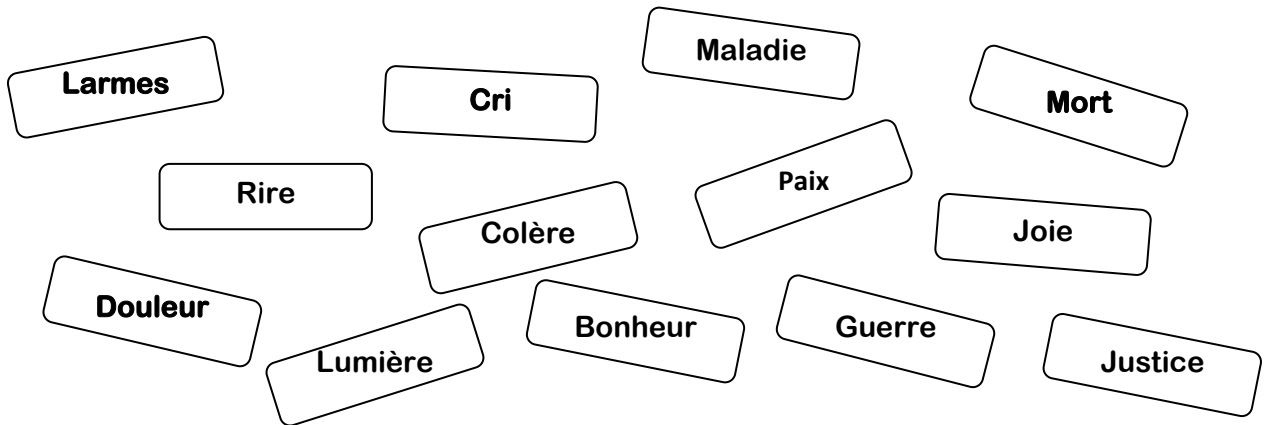 Larmes
Cri
Maladie
Mort
Rire
Colère
Paix
Joie
Douleur
Lumière
Bonheur
Guerre
Justice